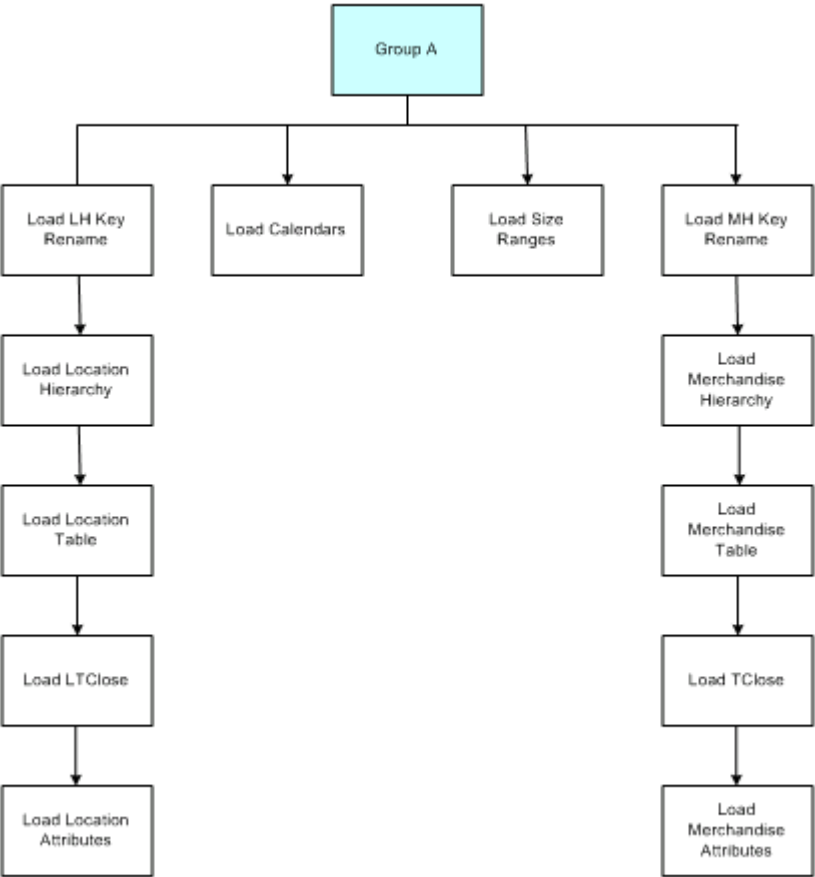 Group A
Load LH Key
Rename
Load Calendars
Load Size
Ranges
Load MH Key
Rename
Load Location
Hierarchy
Load
Merchandise
Hierarchy
Load Location
Table
Load
Merchandise
Table
Load LTClose
Load TClose
Load Location
Attributes
Load
Merchandise
Attributes